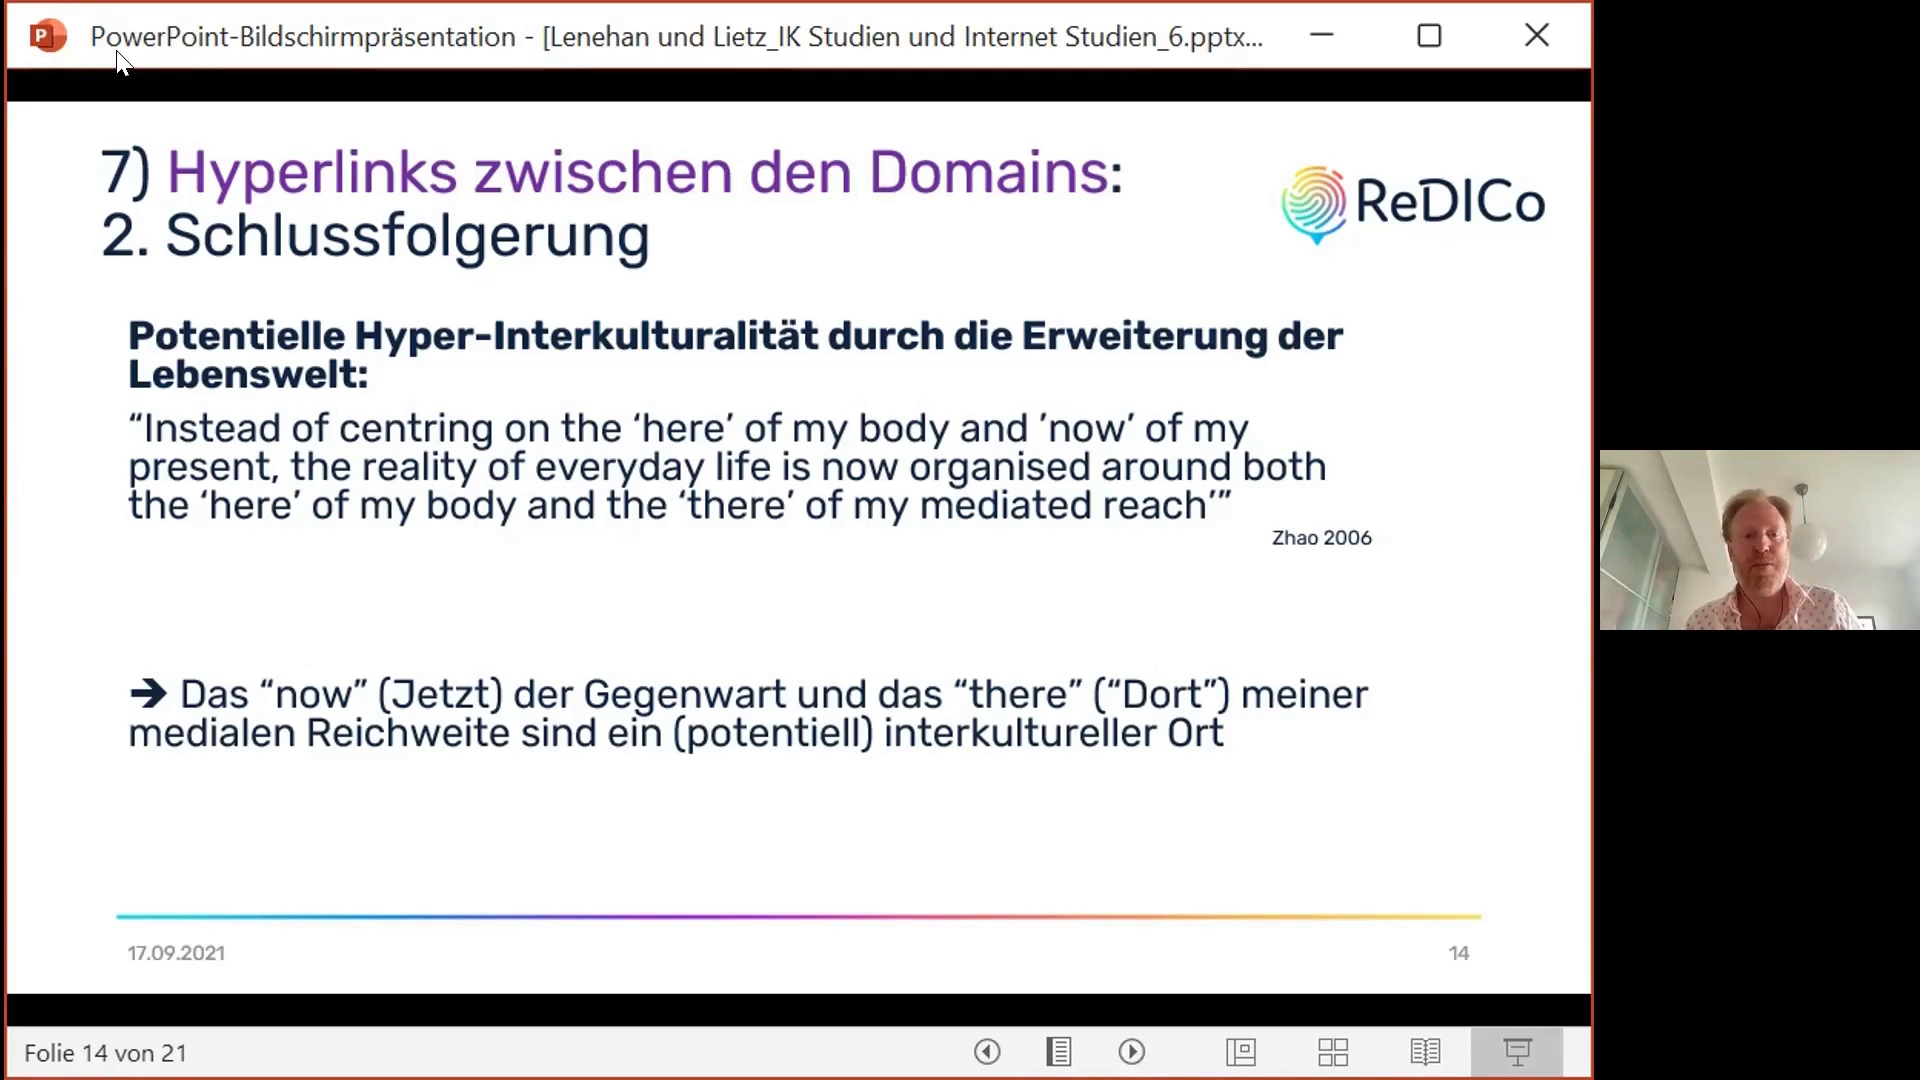 PowerPoint-Bildschirmpräsentation - [Lenehan und Lietz_IK Studien und Internet Studien_6.pptx...
7) Hyperlinks zwischen den Domains:
2. Schlussfolgerung
ReDICo
Potentielle Hyper-Interkulturalität durch die Erweiterung der
Lebenswelt:
“Instead of centring on the ‘here’ of my body and ’now’ of my
present, the reality of everyday life is now organised around both
the ‘here’ of my body and the ‘there’ of my mediated reach’”
Zhao 2006
➔ Das “now” (Jetzt) der Gegenwart und das “there” (“Dort”) meiner
medialen Reichweite sind ein (potentiell) interkultureller Ort
17.09.2021
14
Folie 14 von 21